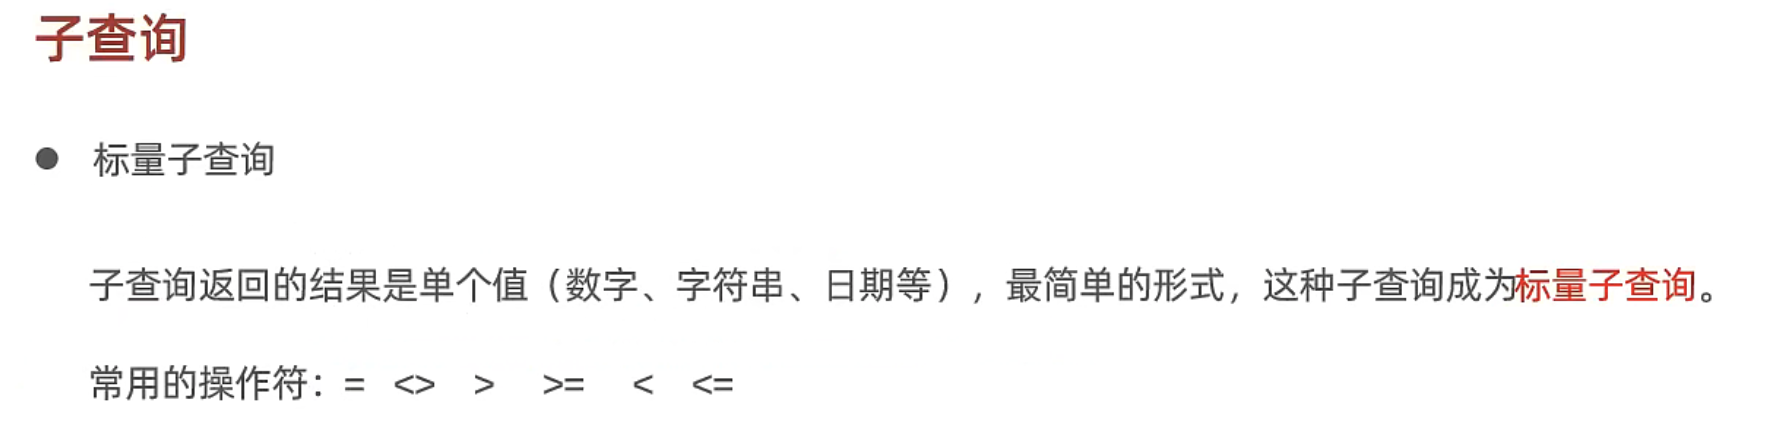 子查询
● 标量子查询
子查询返回的结果是单个值（数字、字符串、日期等），最简单的形式，这种子查询成为标量子查询。
常用的操作符：= <> > >= < <=